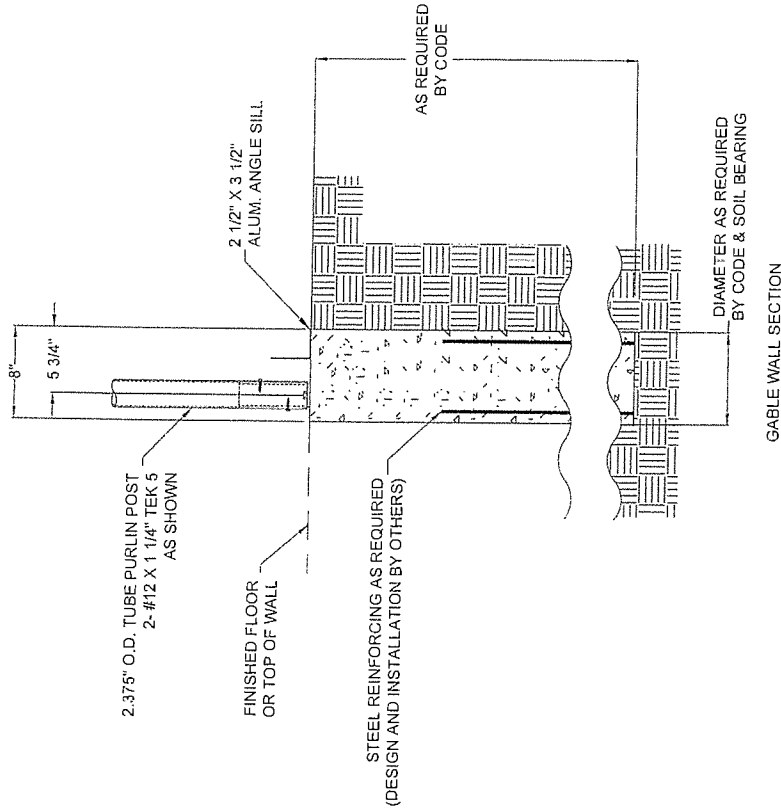 8"
5 3/4"
2.375" O.D. TUBE PURLIN POST
2- #12 X 1 1/4" TEK 5
AS SHOWN
2 1/2" X 3 1/2"
ALUM. ANGLE SILL
FINISHED FLOOR
OR TOP OF WALL
AS REQUIRED
BY CODE
STEEL REINFORCING AS REQUIRED
(DESIGN AND INSTALLATION BY OTHERS)
DIAMETER AS REQUIRED
BY CODE & SOIL BEARING
GABLE WALL SECTION